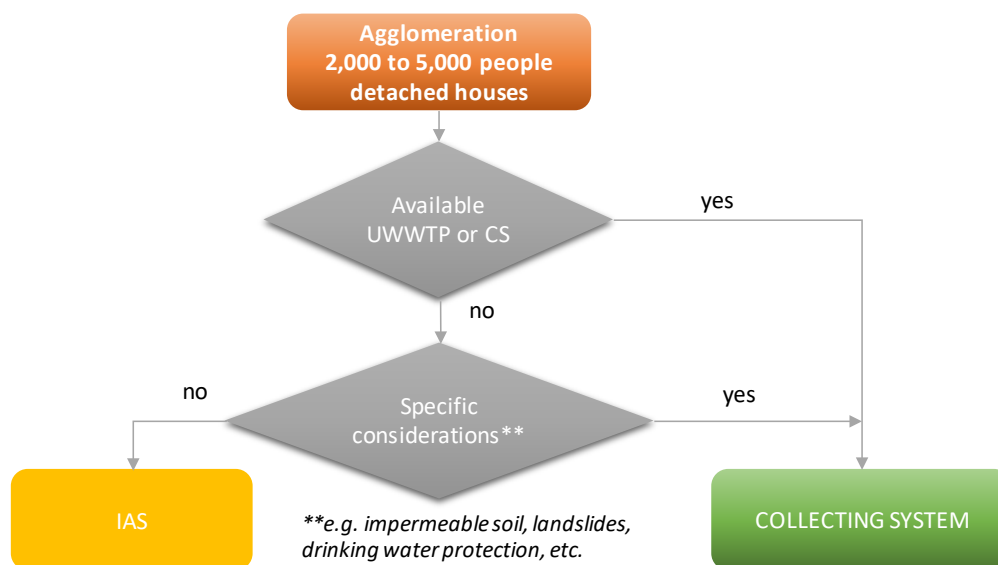 Agglomeration
2,000 to 5,000 people
detached houses
Available
UWWTP or CS
yes
no
no
Specific
considerations**
yes
IAS
**e.g. impermeable soil, landslides,
drinking water protection, etc.
COLLECTING SYSTEM